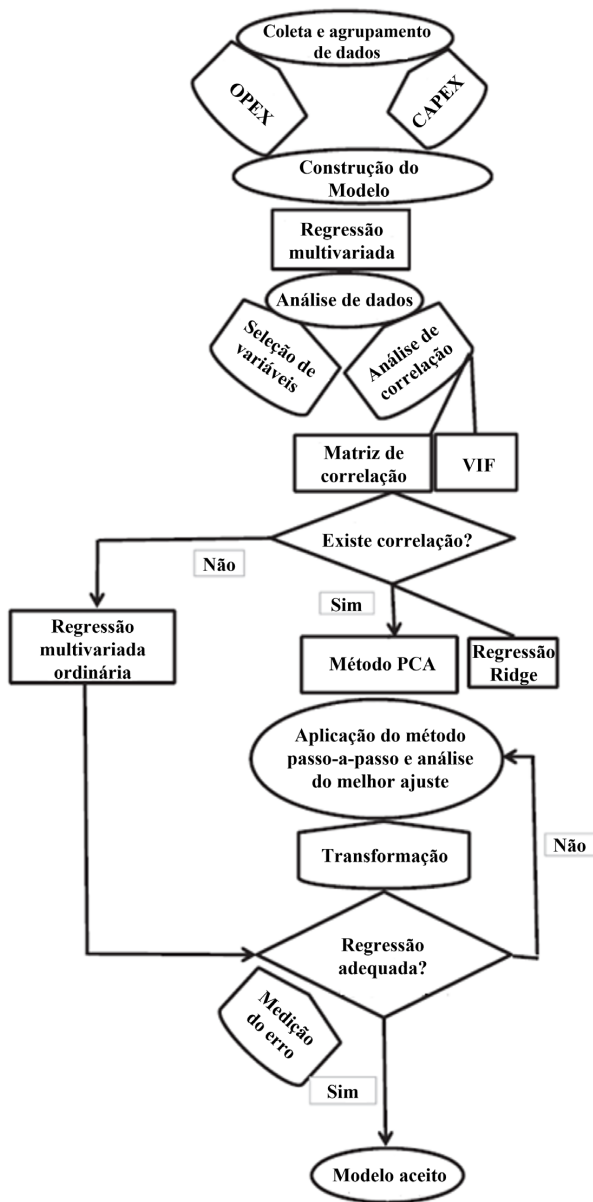 Coleta e agrupamento
de dados
OPEX
CAPEX
Construção do
Modelo
Regressão
multivariada
Análise de dados
Seleção de
variáveis
Análise de
correlação
Matriz de
correlação
VIF
Existe correlação?
Não
Sim
Regressão
multivariada
ordinária
Método PCA
Regressão
Ridge
Aplicação do método
passo-a-passo e análise
do melhor ajuste
Transformação
Não
Regressão
adequada?
Medição
do erro
Sim
Modelo aceito